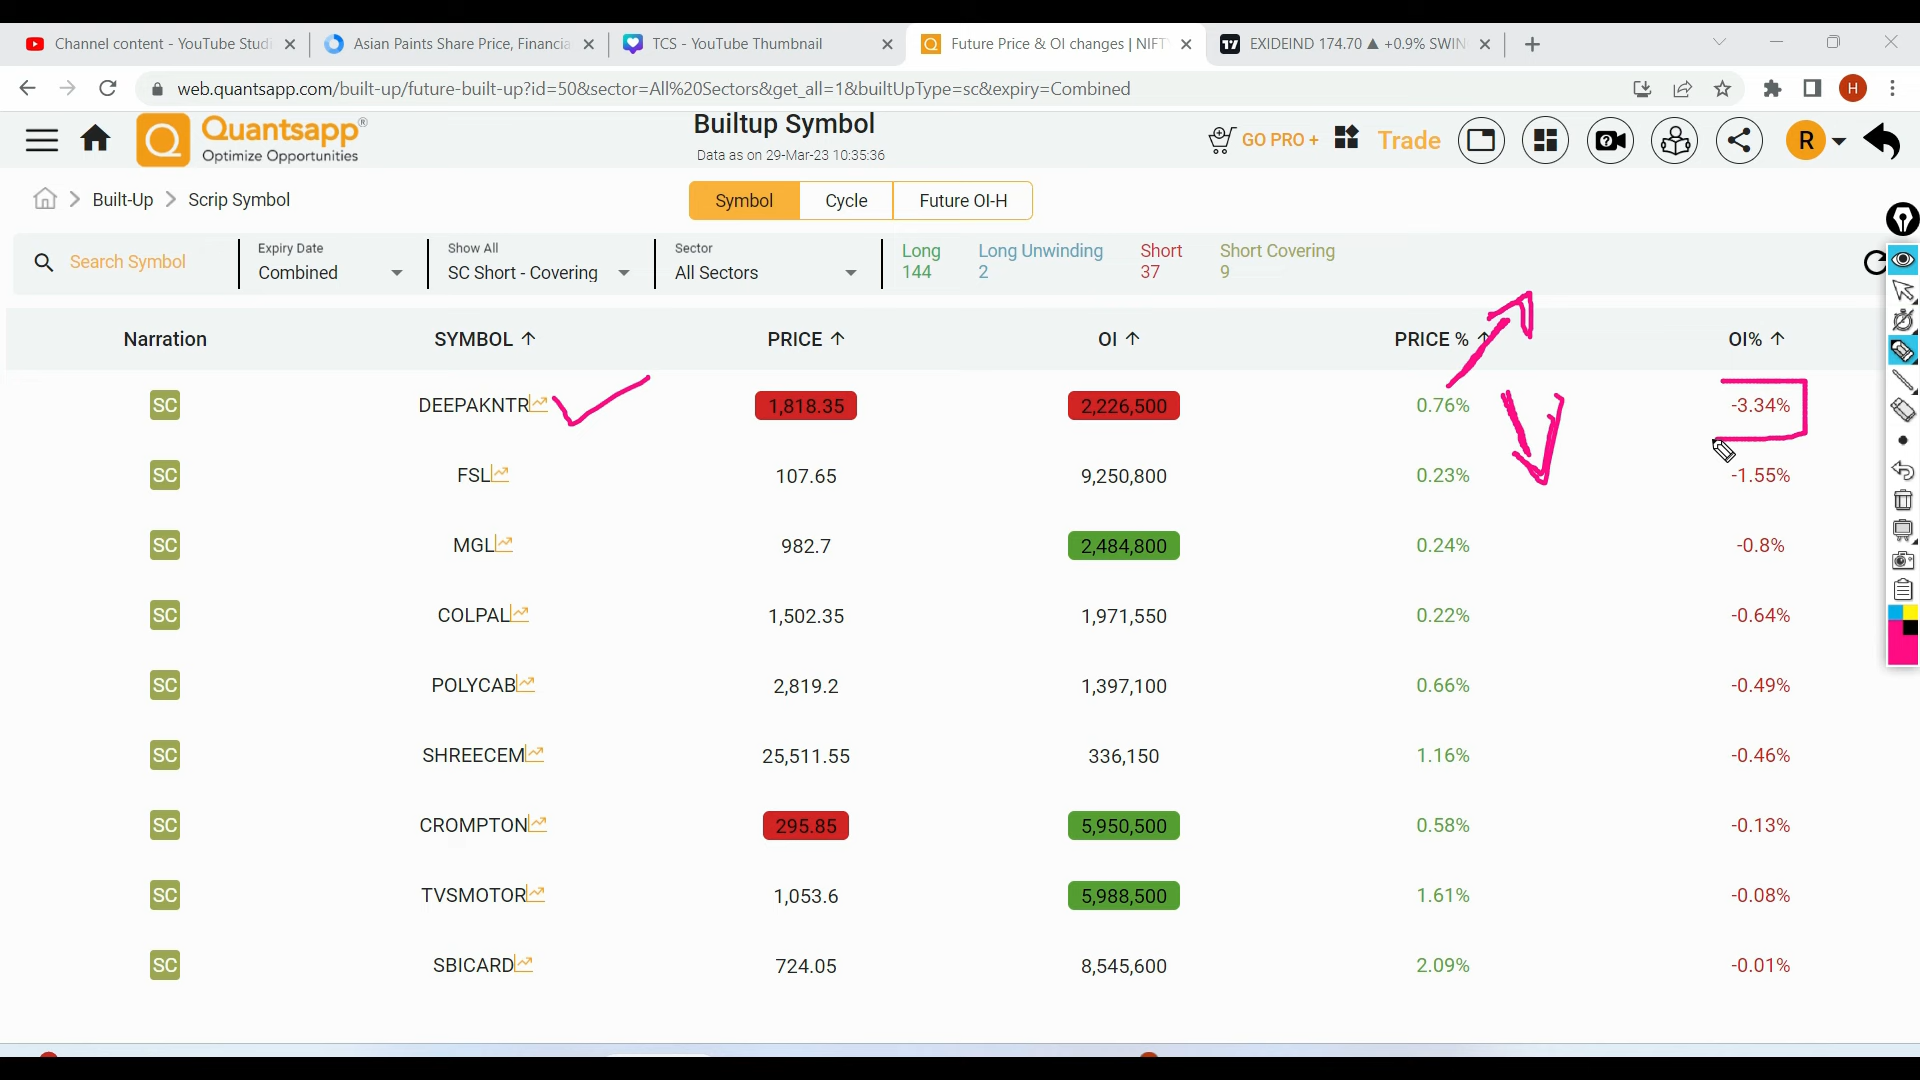 Channel content - YouTube Studi
Asian Paints Share Price, Financia
TCS - YouTube Thumbnail
Future Price & OI changes | NIFT
EXIDEIND 174.70 ▲ +0.9% SWIN
web.quantsapp.com/built-up/future-built-up?id=50&sector=All%20Sectors&get_all=1&builtUpType=sc&expiry=Combined
H
Quantsapp®
Optimize Opportunities
Builtup Symbol
Data as on 29-Mar-23 10:35:36
GO PRO +
Trade
R
Built-Up > Scrip Symbol
Symbol Cycle Future OI-H
Search Symbol
Expiry Date
Combined
Show All
SC Short - Covering
Sector
All Sectors
Long
144
Long Unwinding
2
Short
37
Short Covering
9
Narration SYMBOL ↑ PRICE ↑ OI ↑ PRICE % ↑ OI% ↑
SC DEEPAKNTR 1,818.35 2,226,500 0.76% -3.34%
SC FSL 107.65 9,250,800 0.23% -1.55%
SC MGL 982.7 2,484,800 0.24% -0.8%
SC COLPAL 1,502.35 1,971,550 0.22% -0.64%
SC POLYCAB 2,819.2 1,397,100 0.66% -0.49%
SC SHREECEM 25,511.55 336,150 1.16% -0.46%
SC CROMPTON 295.85 5,950,500 0.58% -0.13%
SC TVSMOTOR 1,053.6 5,988,500 1.61% -0.08%
SC SBICARD 724.05 8,545,600 2.09% -0.01%